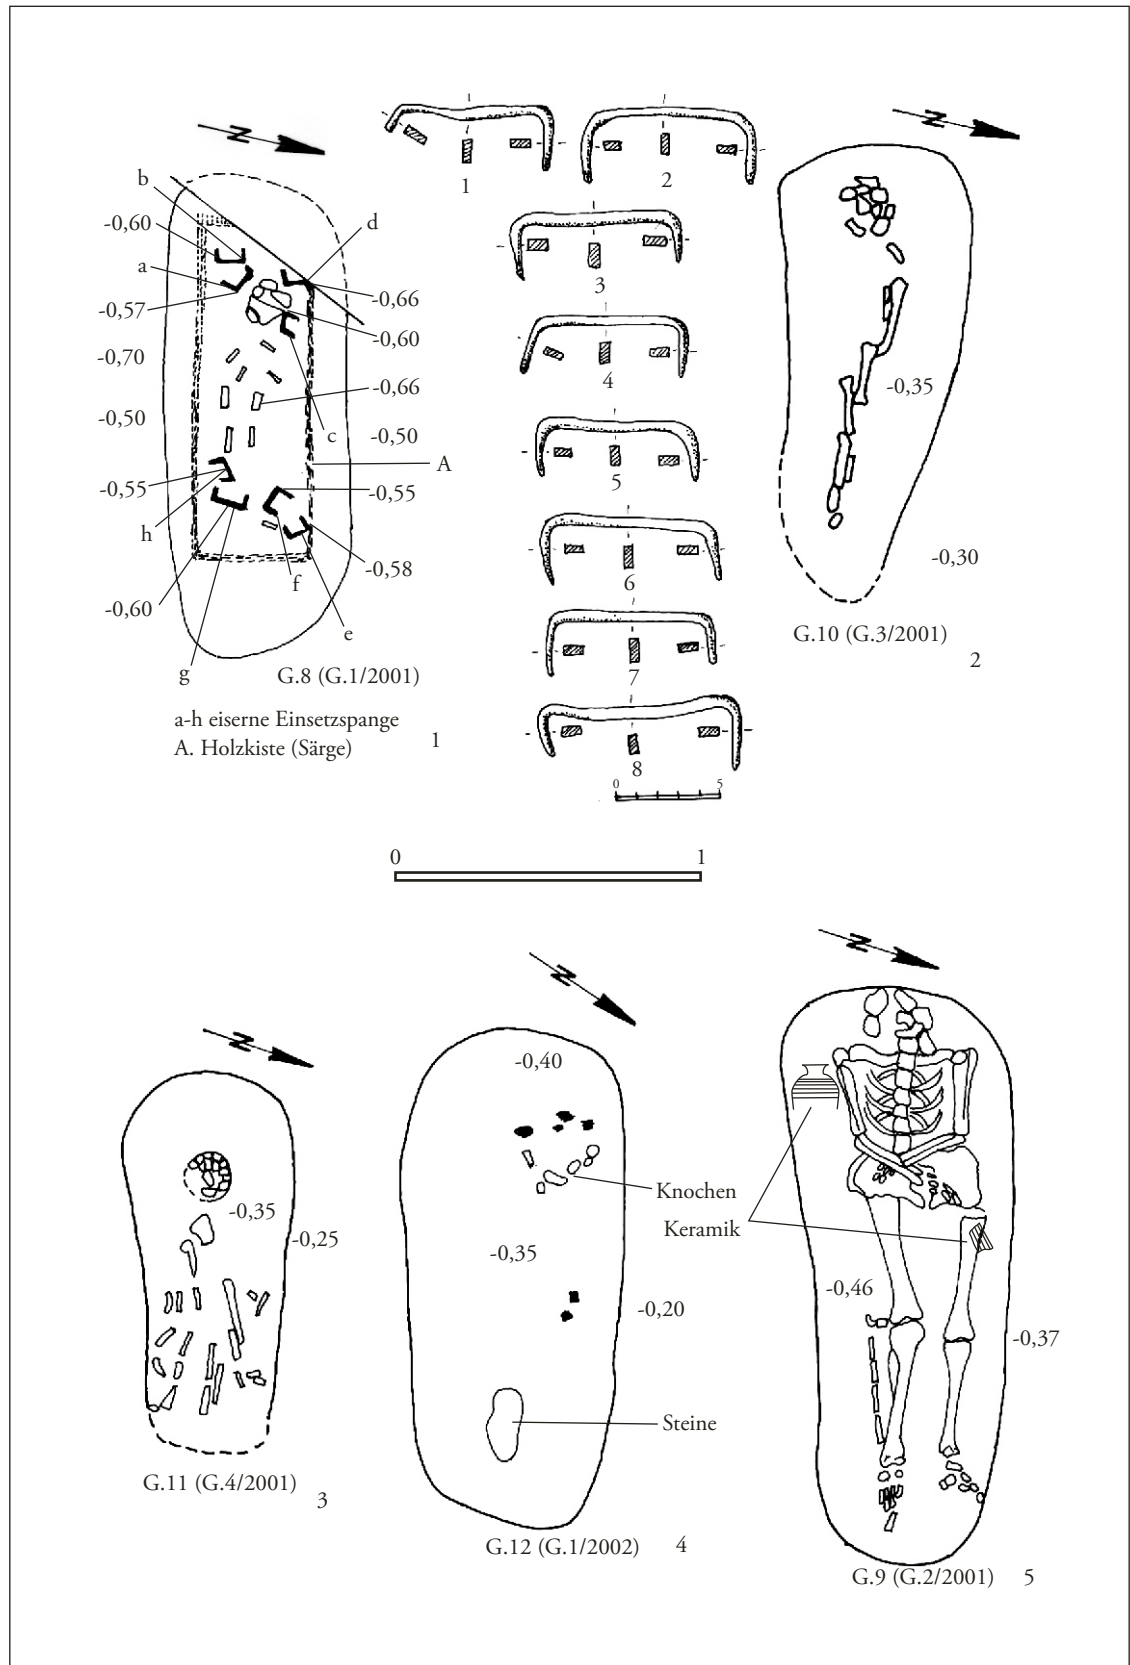 N
b
-0,60
a
-0,57
-0,70
-0,50
-0,55
h
-0,60
g
d
-0,66
-0,60
-0,66
c
-0,50
A
-0,55
-0,58
f
e
G.8 (G.1/2001)
a-h eiserne Einsetzspange
A. Holzkiste (Särge)
1
1
2
3
4
5
6
7
8
0 5
N
-0,35
-0,30
G.10 (G.3/2001)
2
0 1
N
-0,35
-0,25
G.11 (G.4/2001)
3
N
-0,40
Knochen
Keramik
-0,35
-0,20
Steine
G.12 (G.1/2002)
4
N
-0,46
-0,37
G.9 (G.2/2001)
5